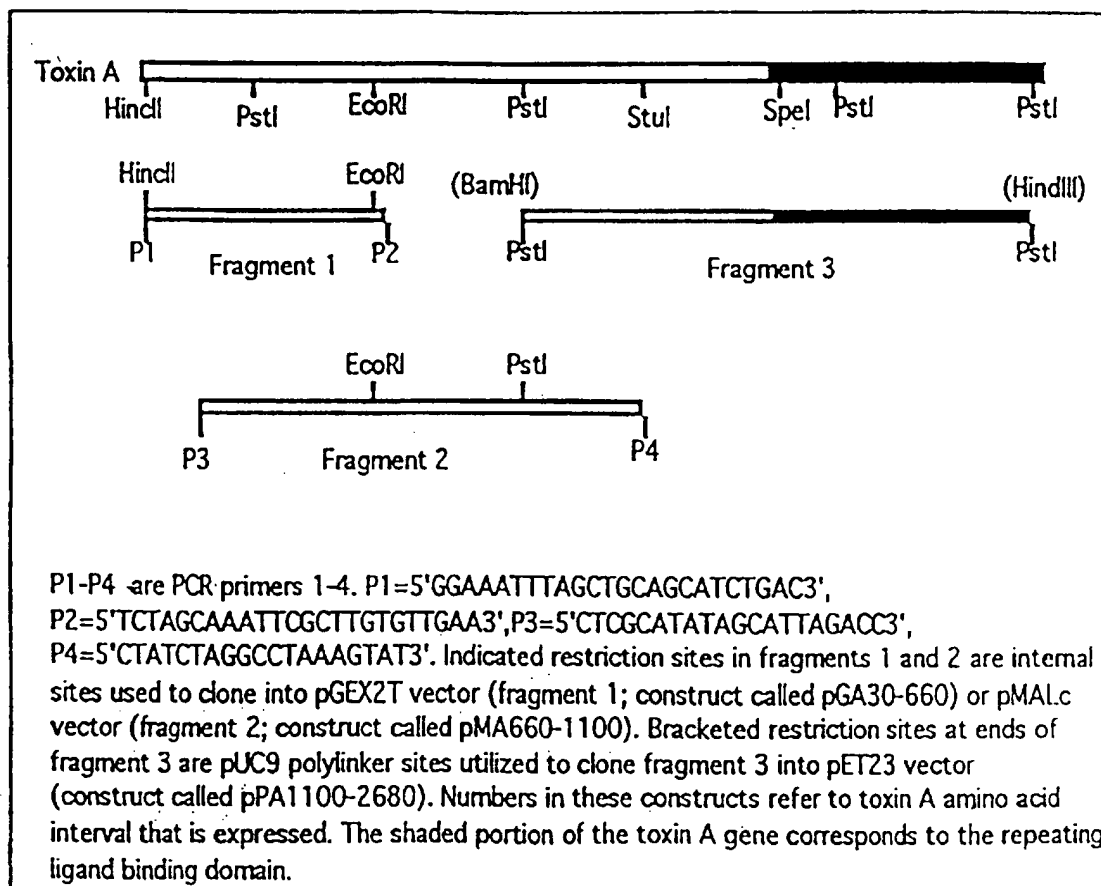 Toxin A
HincII PstI EcoRI PstI StuI SpeI PstI PstI
HincII EcoRI (BamHI) (HindIII)
P1 Fragment 1 P2 PstI Fragment 3 PstI
EcoRI PstI
P3 Fragment 2 P4
P1-P4 are PCR primers 1-4. P1=5'GGAAATTTAGCTGCAGCATCTGAC3',
P2=5'TCTAGCAAATTCGCTTGTGTTGAA3',P3=5'CTCGCATATAGCATTAGACC3',
P4=5'CTATCTAGGCCTAAAGTAT3'. Indicated restriction sites in fragments 1 and 2 are internal
sites used to clone into pGEX2T vector (fragment 1; construct called pGA30-660) or pMALc
vector (fragment 2; construct called pMA660-1100). Bracketed restriction sites at ends of
fragment 3 are pUC9 polylinker sites utilized to clone fragment 3 into pET23 vector
(construct called pPA1100-2680). Numbers in these constructs refer to toxin A amino acid
interval that is expressed. The shaded portion of the toxin A gene corresponds to the repeating
ligand binding domain.